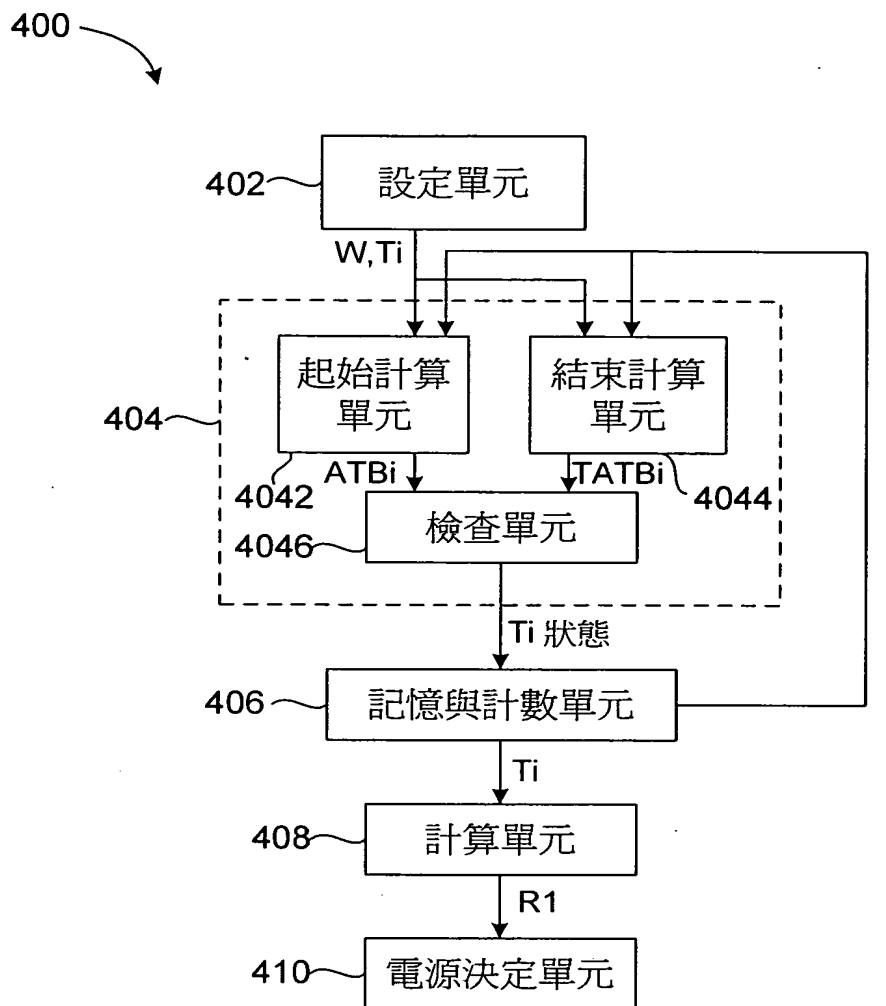 400
402
設定單元
W,Ti
404
起始計算
單元
結束計算
單元
4042
ATBi
TATBi
4044
4046
檢查單元
Ti 狀態
406
記憶與計數單元
Ti
408
計算單元
R1
410
電源決定單元